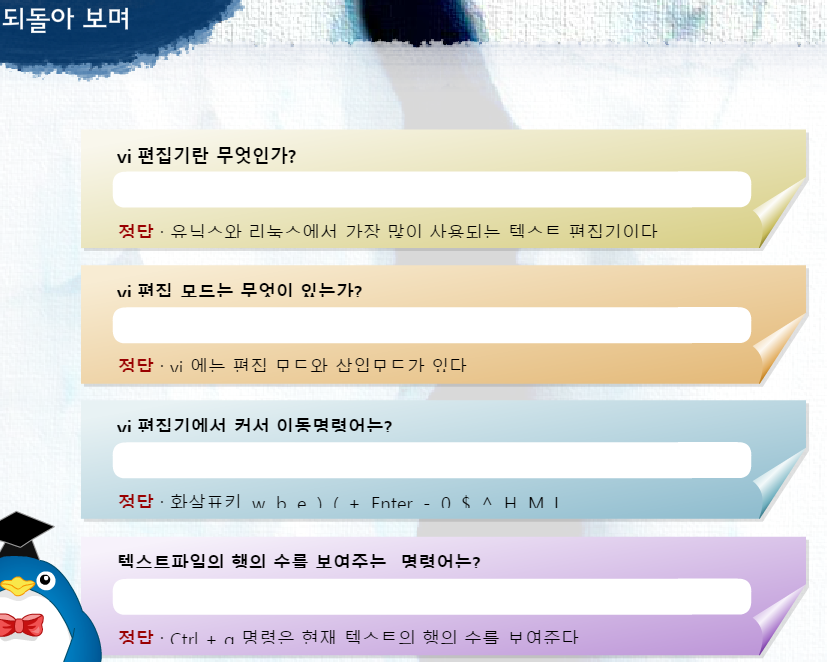 되돌아 보며
vi 편집기란 무엇인가?
정답 : 유닉스와 리눅스에서 가장 많이 사용되는 텍스트 편집기이다
vi 편집 모드는 무엇이 있는가?
정답 : vi 에는 편집 모드와 삽입모드가 있다
vi 편집기에서 커서 이동명령어는?
정답 : 화살표키 w b e ) ( + Enter - 0 $ ^ H M L
텍스트파일의 행의 수를 보여주는 명령어는?
정답 : Ctrl + g 명령은 현재 텍스트의 행의 수를 보여준다